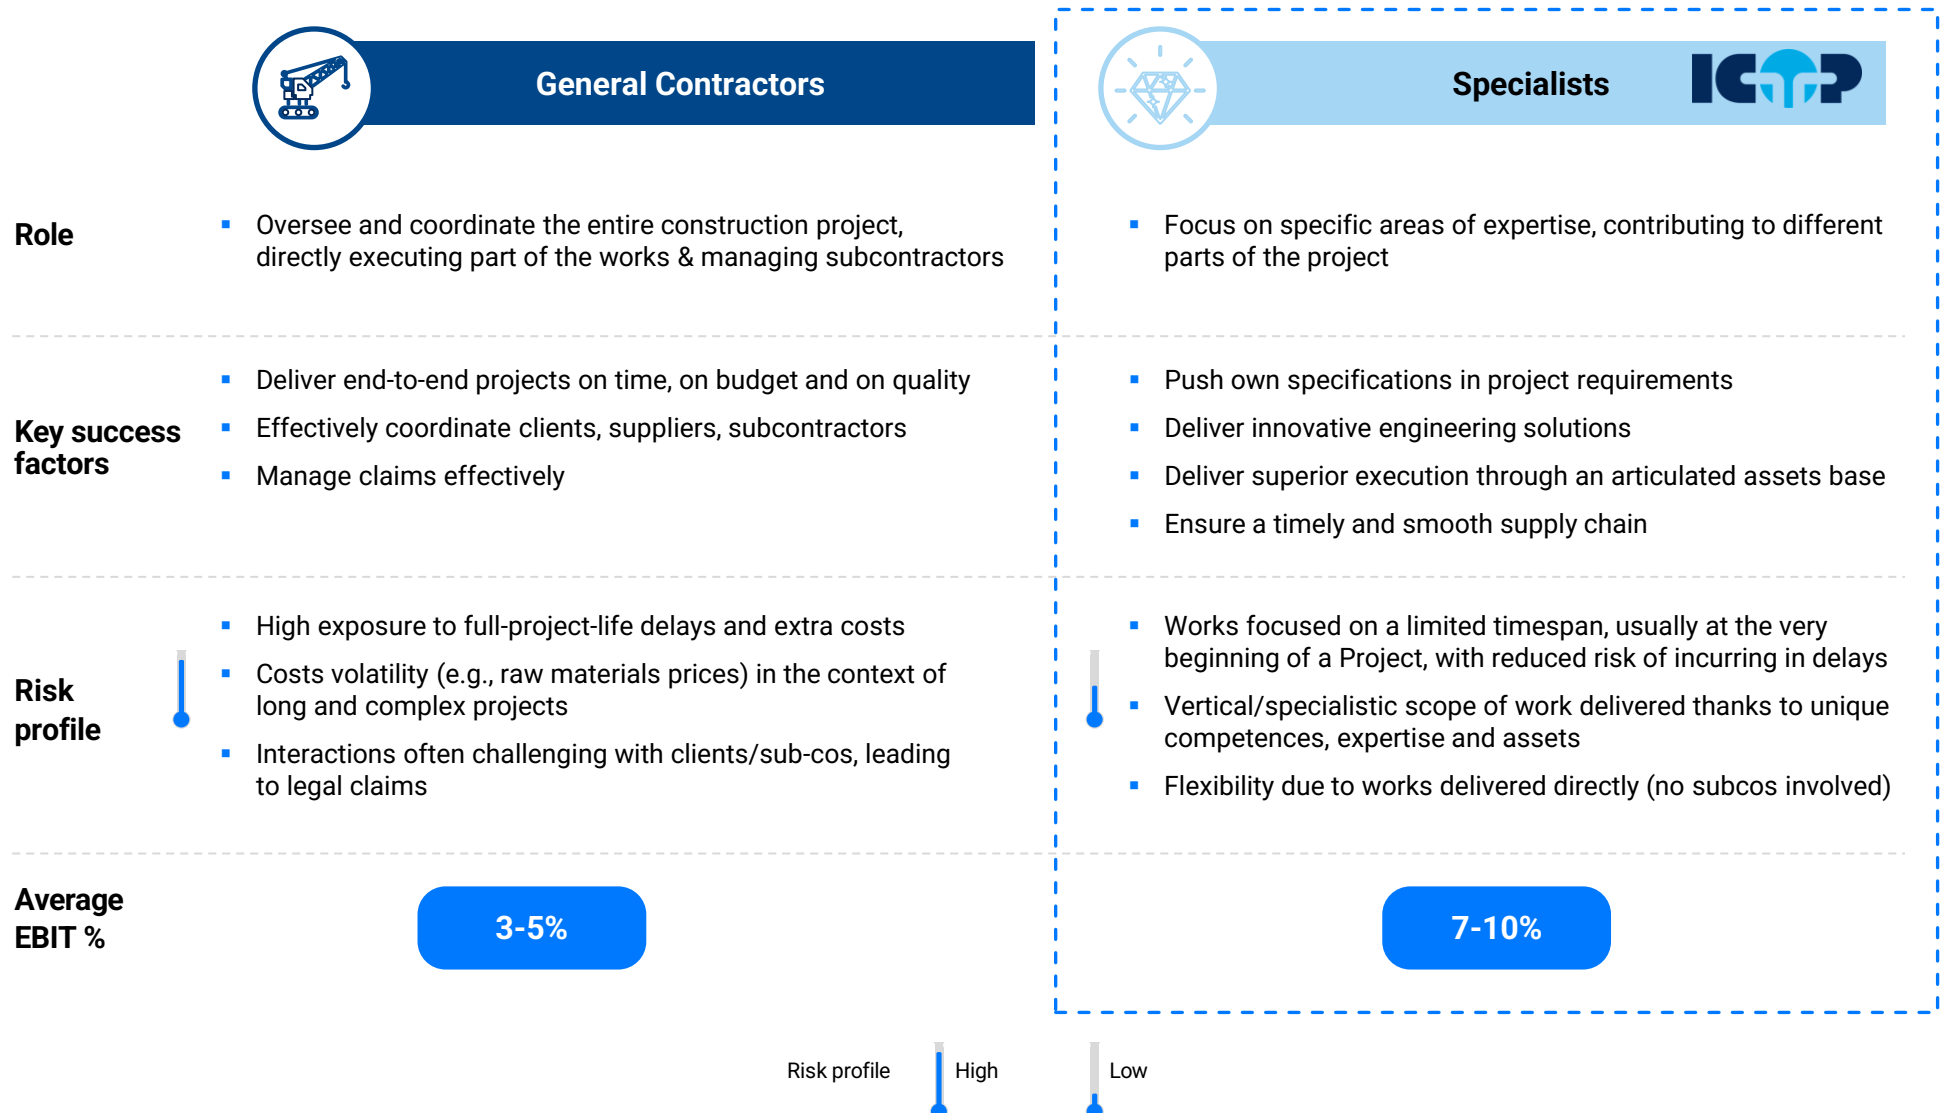 General Contractors
Specialists
ICOP
Role
Oversee and coordinate the entire construction project,
directly executing part of the works & managing subcontractors
Focus on specific areas of expertise, contributing to different
parts of the project
Key success
factors
Deliver end-to-end projects on time, on budget and on quality
Effectively coordinate clients, suppliers, subcontractors
Manage claims effectively
Push own specifications in project requirements
Deliver innovative engineering solutions
Deliver superior execution through an articulated assets base
Ensure a timely and smooth supply chain
Risk
profile
High exposure to full-project-life delays and extra costs
Costs volatility (e.g., raw materials prices) in the context of
long and complex projects
Interactions often challenging with clients/sub-cos, leading
to legal claims
Works focused on a limited timespan, usually at the very
beginning of a Project, with reduced risk of incurring in delays
Vertical/specialistic scope of work delivered thanks to unique
competences, expertise and assets
Flexibility due to works delivered directly (no subcos involved)
Average
EBIT %
3-5%
7-10%
Risk profile
High
Low